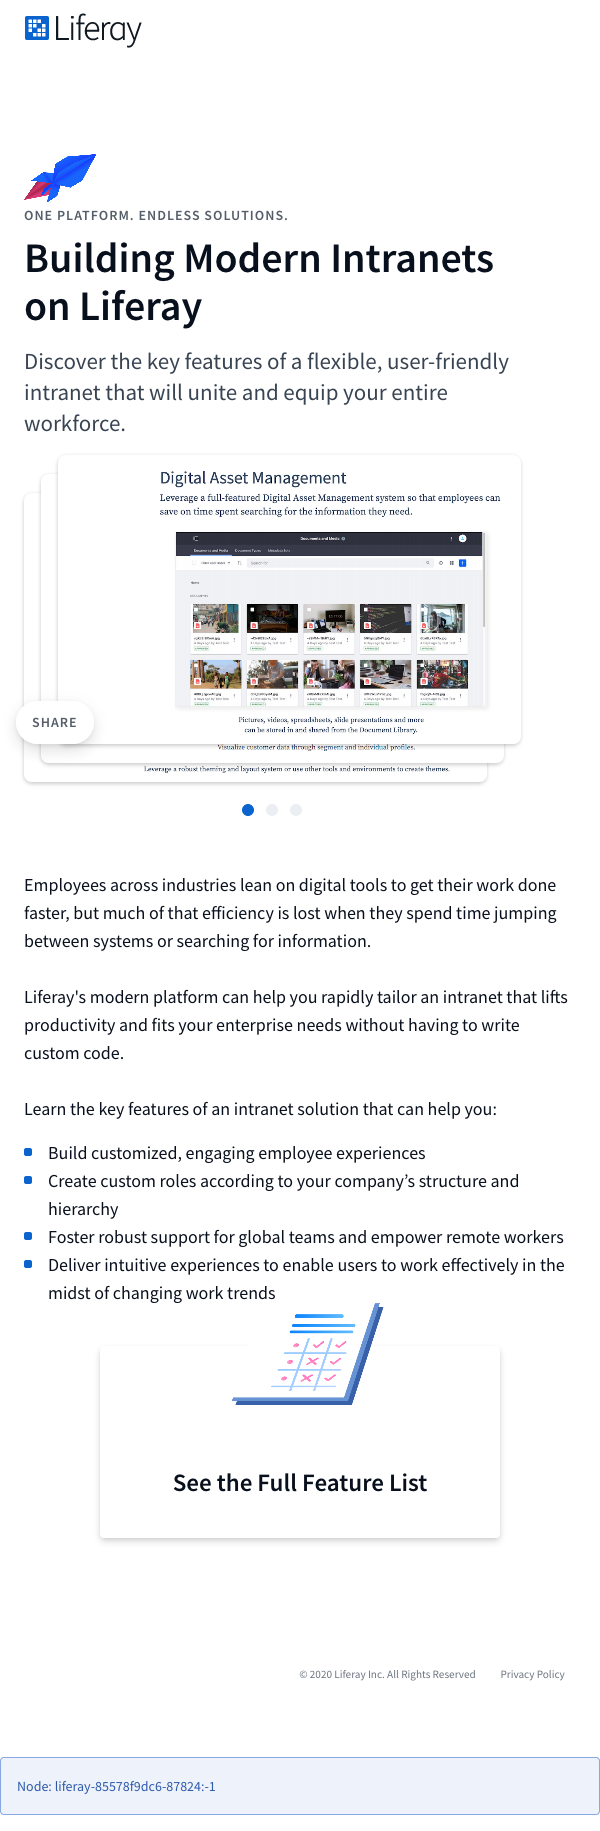 Liferay
ONE PLATFORM. ENDLESS SOLUTIONS.
Building Modern Intranets
on Liferay
Discover the key features of a flexible, user-friendly
intranet that will unite and equip your entire
workforce.
Digital Asset Management
Leverage a full-featured Digital Asset Management system so that employees can
save on time spent searching for the information they need.
Documents and Media
Documents and Media Document Types Metadata Sets
Search for
Home
Pictures, videos, spreadsheets, slide presentations and more
can be stored in and shared from the Document Library.
SHARE
Visualize customer data through segment and individual profiles.
Leverage a robust theming and layout system or use other tools and environments to create themes.
Employees across industries lean on digital tools to get their work done
faster, but much of that efficiency is lost when they spend time jumping
between systems or searching for information.
Liferay's modern platform can help you rapidly tailor an intranet that lifts
productivity and fits your enterprise needs without having to write
custom code.
Learn the key features of an intranet solution that can help you:
Build customized, engaging employee experiences
Create custom roles according to your company’s structure and
hierarchy
Foster robust support for global teams and empower remote workers
Deliver intuitive experiences to enable users to work effectively in the
midst of changing work trends
See the Full Feature List
© 2020 Liferay Inc. All Rights Reserved Privacy Policy
Node: liferay-85578f9dc6-87824:-1